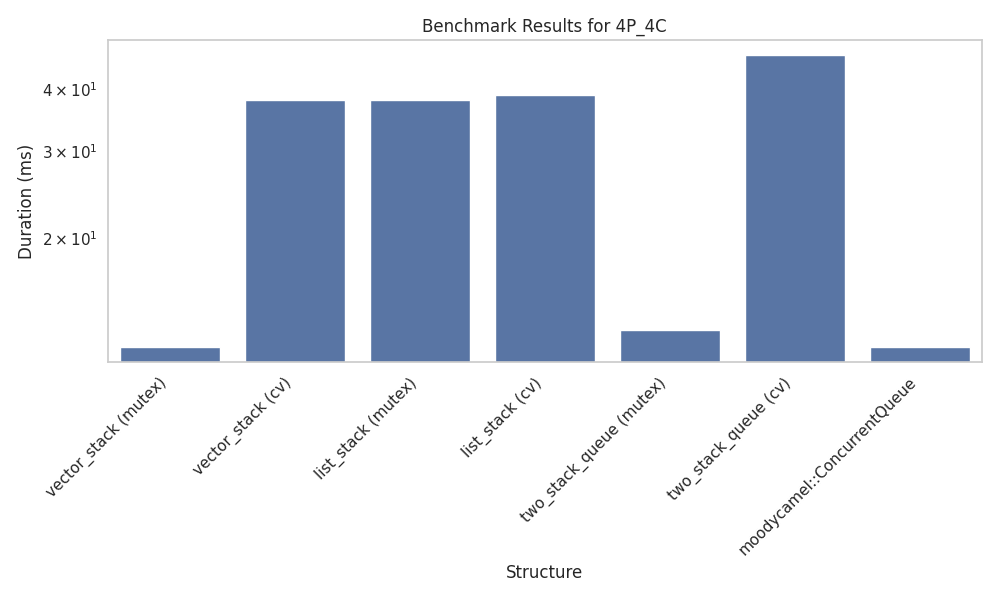 Benchmark Results for 4P_4C
Duration (ms)
4 × 10¹
3 × 10¹
2 × 10¹
vector_stack (mutex)
vector_stack (cv)
list_stack (mutex)
list_stack (cv)
two_stack_queue (mutex)
two_stack_queue (cv)
moodycamel::ConcurrentQueue
Structure